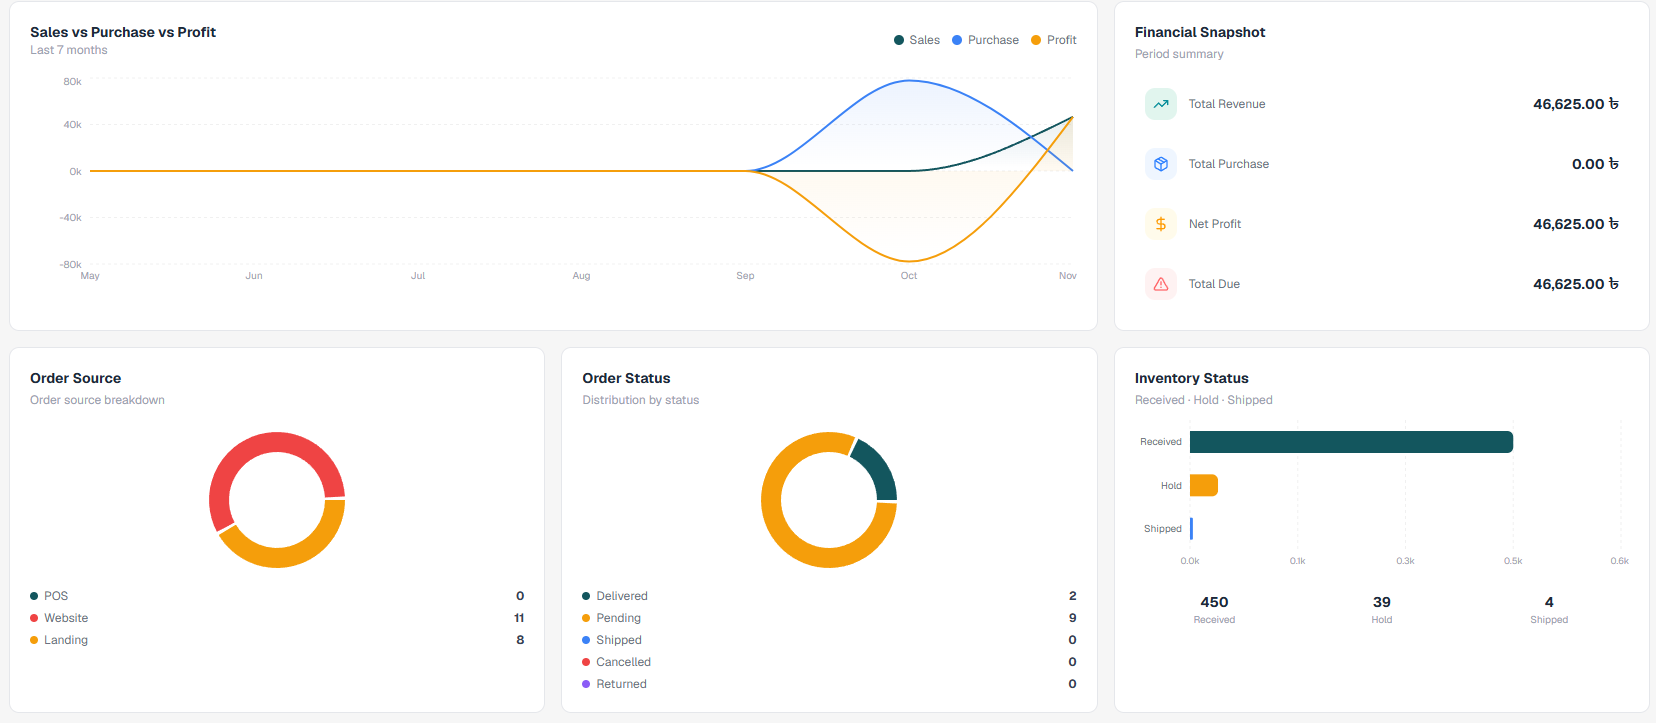 Sales vs Purchase vs Profit
Last 7 months
Sales Purchase Profit
80k
40k
0k
-40k
-80k
May Jun Jul Aug Sep Oct Nov
Financial Snapshot
Period summary
Total Revenue 46,625.00 ৳
Total Purchase 0.00 ৳
Net Profit 46,625.00 ৳
Total Due 46,625.00 ৳
Order Source
Order source breakdown
POS 0
Website 11
Landing 8
Order Status
Distribution by status
Delivered 2
Pending 9
Shipped 0
Cancelled 0
Returned 0
Inventory Status
Received · Hold · Shipped
Received
Hold
Shipped
0.0k 0.1k 0.3k 0.5k 0.6k
450 39 4
Received Hold Shipped